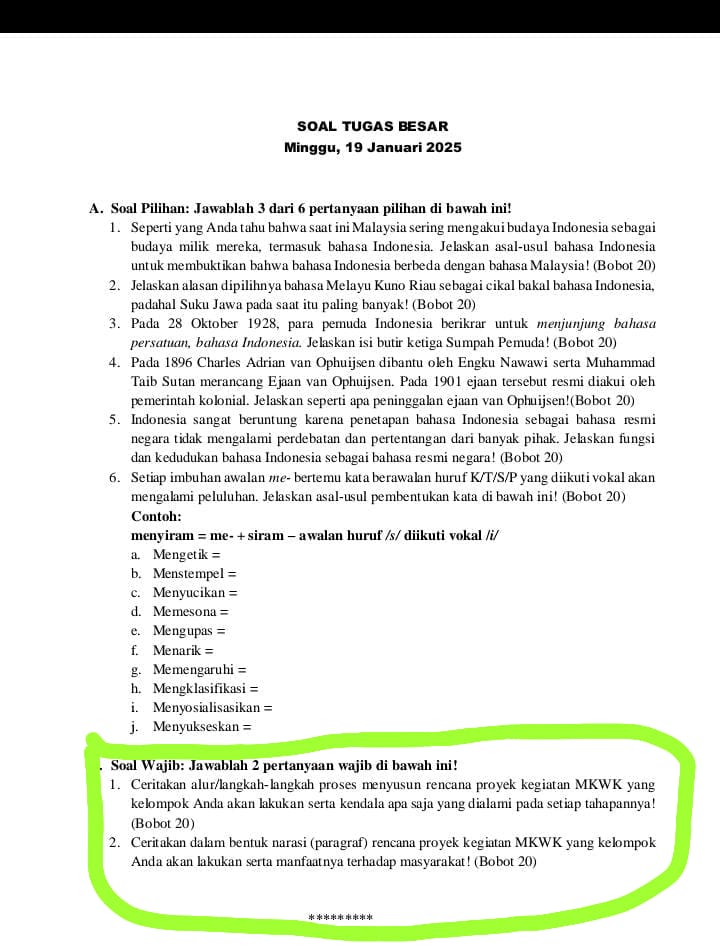 SOAL TUGAS BESAR
Minggu, 19 Januari 2025
A. Soal Pilihan: Jawablah 3 dari 6 pertanyaan pilihan di bawah ini!
1. Seperti yang Anda tahu bahwa saat ini Malaysia sering mengakui budaya Indonesia sebagai
budaya milik mereka, termasuk bahasa Indonesia. Jelaskan asal-usul bahasa Indonesia
untuk membuktikan bahwa bahasa Indonesia berbeda dengan bahasa Malaysia! (Bobot 20)
2. Jelaskan alasan dipilihnya bahasa Melayu Kuno Riau sebagai cikal bakal bahasa Indonesia,
padahal Suku Jawa pada saat itu paling banyak! (Bobot 20)
3. Pada 28 Oktober 1928, para pemuda Indonesia berikrar untuk menjunjung bahasa
persatuan, bahasa Indonesia. Jelaskan isi butir ketiga Sumpah Pemuda! (Bobot 20)
4. Pada 1896 Charles Adrian van Ophuijsen dibantu oleh Engku Nawawi serta Muhammad
Taib Sutan merancang Ejaan van Ophuijsen. Pada 1901 ejaan tersebut resmi diakui oleh
pemerintah kolonial. Jelaskan seperti apa peninggalan ejaan van Ophuijsen!(Bobot 20)
5. Indonesia sangat beruntung karena penetapan bahasa Indonesia sebagai bahasa resmi
negara tidak mengalami perdebatan dan pertentangan dari banyak pihak. Jelaskan fungsi
dan kedudukan bahasa Indonesia sebagai bahasa resmi negara! (Bobot 20)
6. Setiap imbuhan awalan me- bertemu kata berawalan huruf K/T/S/P yang diikuti vokal akan
mengalami peluluhan. Jelaskan asal-usul pembentukan kata di bawah ini! (Bobot 20)
Contoh:
menyiram = me- + siram – awalan huruf /s/ diikuti vokal /i/
a. Mengetik =
b. Menstempel =
c. Menyucikan =
d. Memesona =
e. Mengupas =
f. Menarik =
g. Memengaruhi =
h. Mengklasifikasi =
i. Menyosialisasikan =
j. Menyukseskan =
. Soal Wajib: Jawablah 2 pertanyaan wajib di bawah ini!
1. Ceritakan alur/langkah-langkah proses menyusun rencana proyek kegiatan MKWK yang
kelompok Anda akan lakukan serta kendala apa saja yang dialami pada setiap tahapannya!
(Bobot 20)
2. Ceritakan dalam bentuk narasi (paragraf) rencana proyek kegiatan MKWK yang kelompok
Anda akan lakukan serta manfaatnya terhadap masyarakat! (Bobot 20)
*********